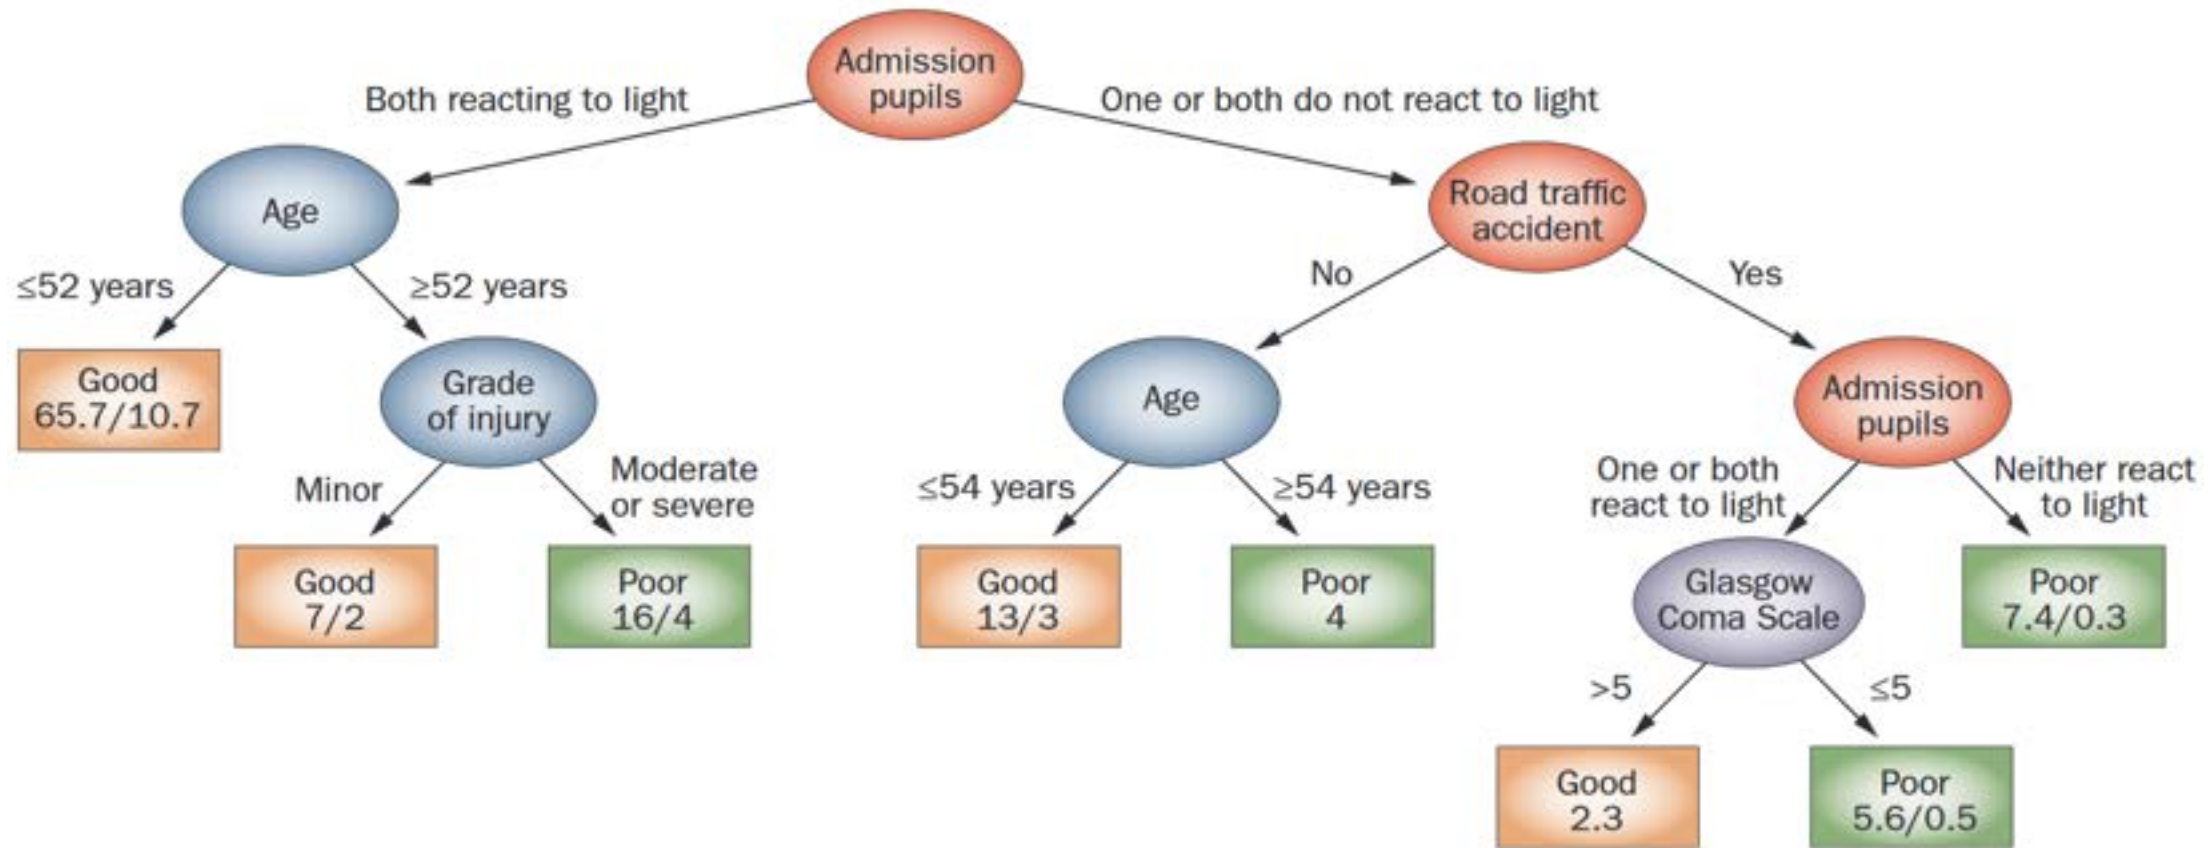 Admission
pupils
Both reacting to light
One or both do not react to light
Age
Road traffic
accident
≤52 years
≥52 years
No
Yes
Good
65.7/10.7
Grade
of injury
Age
Admission
pupils
Minor
Moderate
or severe
≤54 years
≥54 years
One or both
react to light
Neither react
to light
Good
7/2
Poor
16/4
Good
13/3
Poor
4
Glasgow
Coma Scale
Poor
7.4/0.3
>5
≤5
Good
2.3
Poor
5.6/0.5